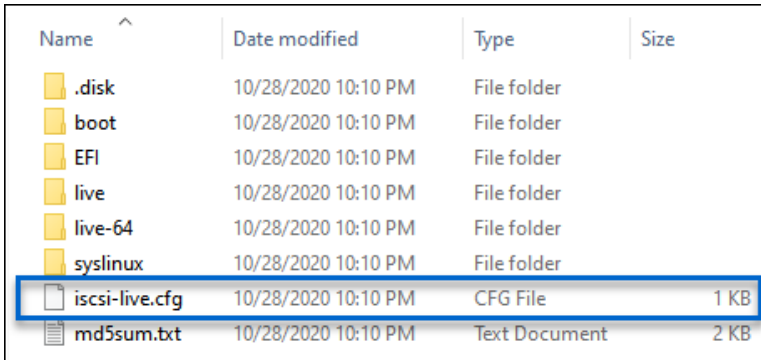 Name Date modified Type Size
.disk 10/28/2020 10:10 PM File folder
boot 10/28/2020 10:10 PM File folder
EFI 10/28/2020 10:10 PM File folder
live 10/28/2020 10:10 PM File folder
live-64 10/28/2020 10:10 PM File folder
syslinux 10/28/2020 10:10 PM File folder
iscsi-live.cfg 10/28/2020 10:10 PM CFG File 1 KB
md5sum.txt 10/28/2020 10:10 PM Text Document 2 KB